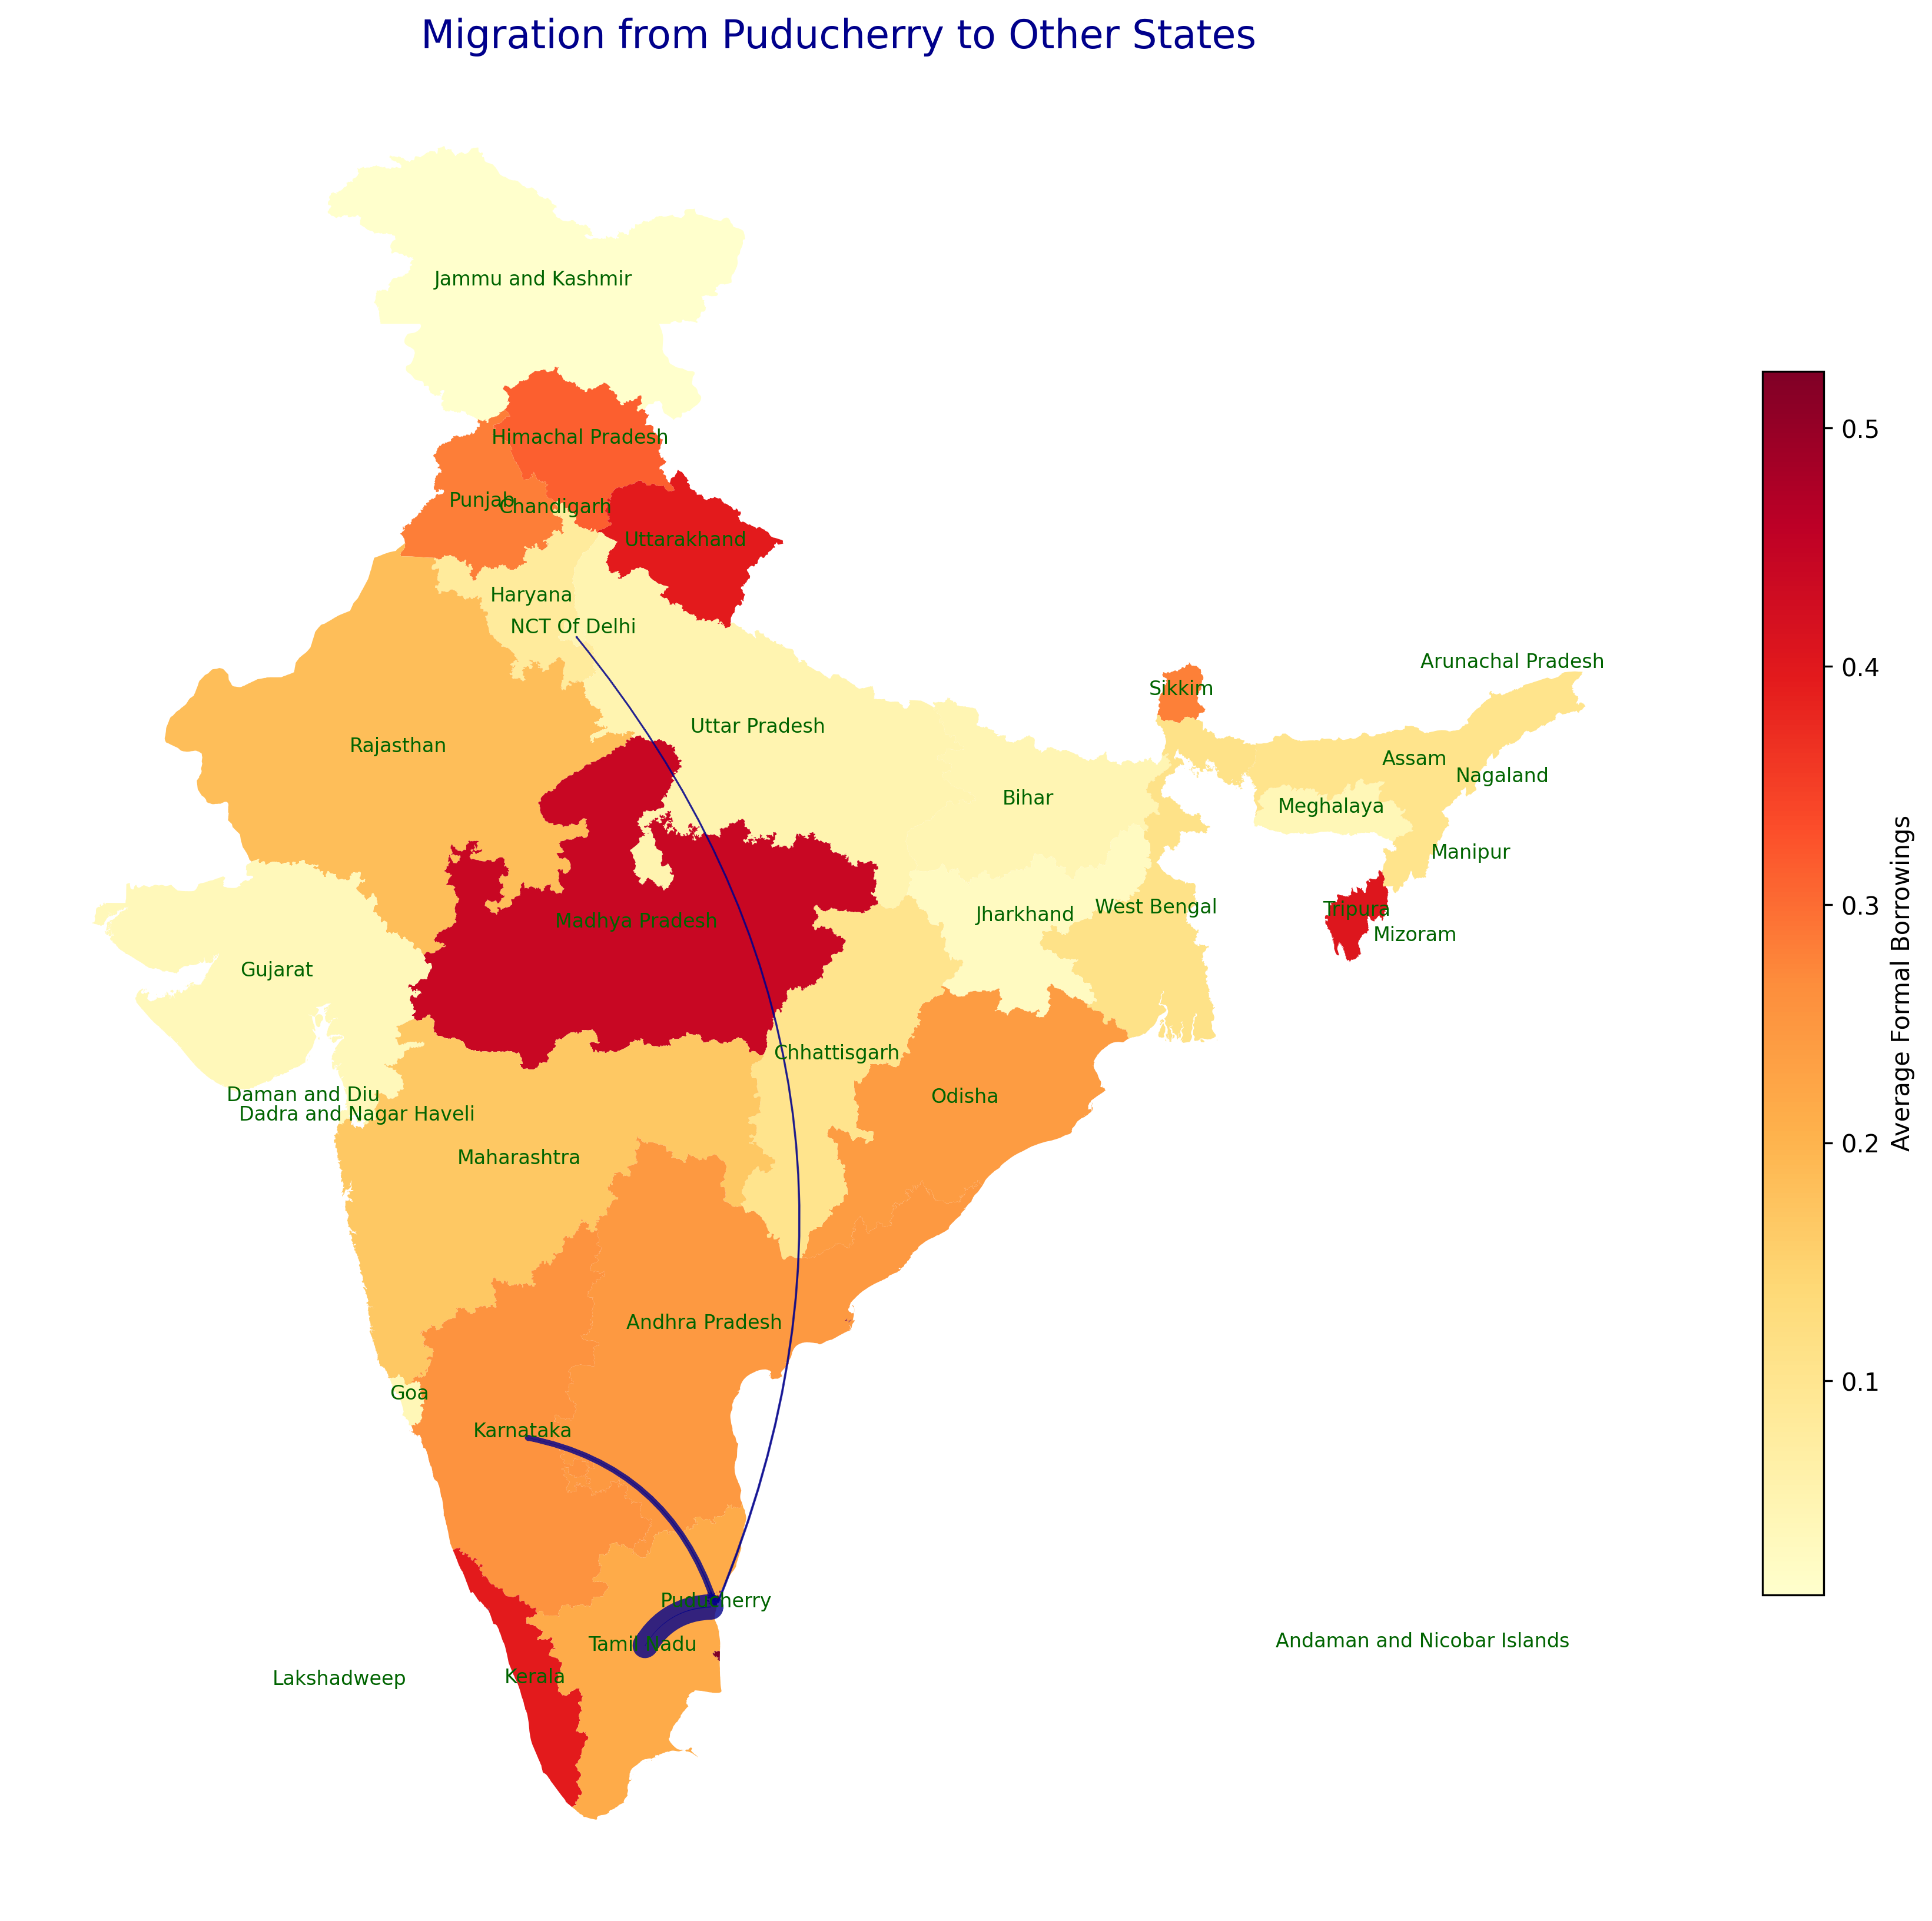 Migration from Puducherry to Other States
Jammu and Kashmir
Himachal Pradesh
Punjab
Chandigarh
Uttarakhand
Haryana
NCT Of Delhi
Arunachal Pradesh
Sikkim
Uttar Pradesh
Rajasthan
Assam
Nagaland
Bihar
Meghalaya
Manipur
Tripura
West Bengal
Jharkhand
Madhya Pradesh
Mizoram
Gujarat
Chhattisgarh
Daman and Diu
Odisha
Dadra and Nagar Haveli
Maharashtra
Andhra Pradesh
Goa
Karnataka
Puducherry
Tamil Nadu
Andaman and Nicobar Islands
Kerala
Lakshadweep
0.5
0.4
0.3
0.2
0.1
Average Formal Borrowings